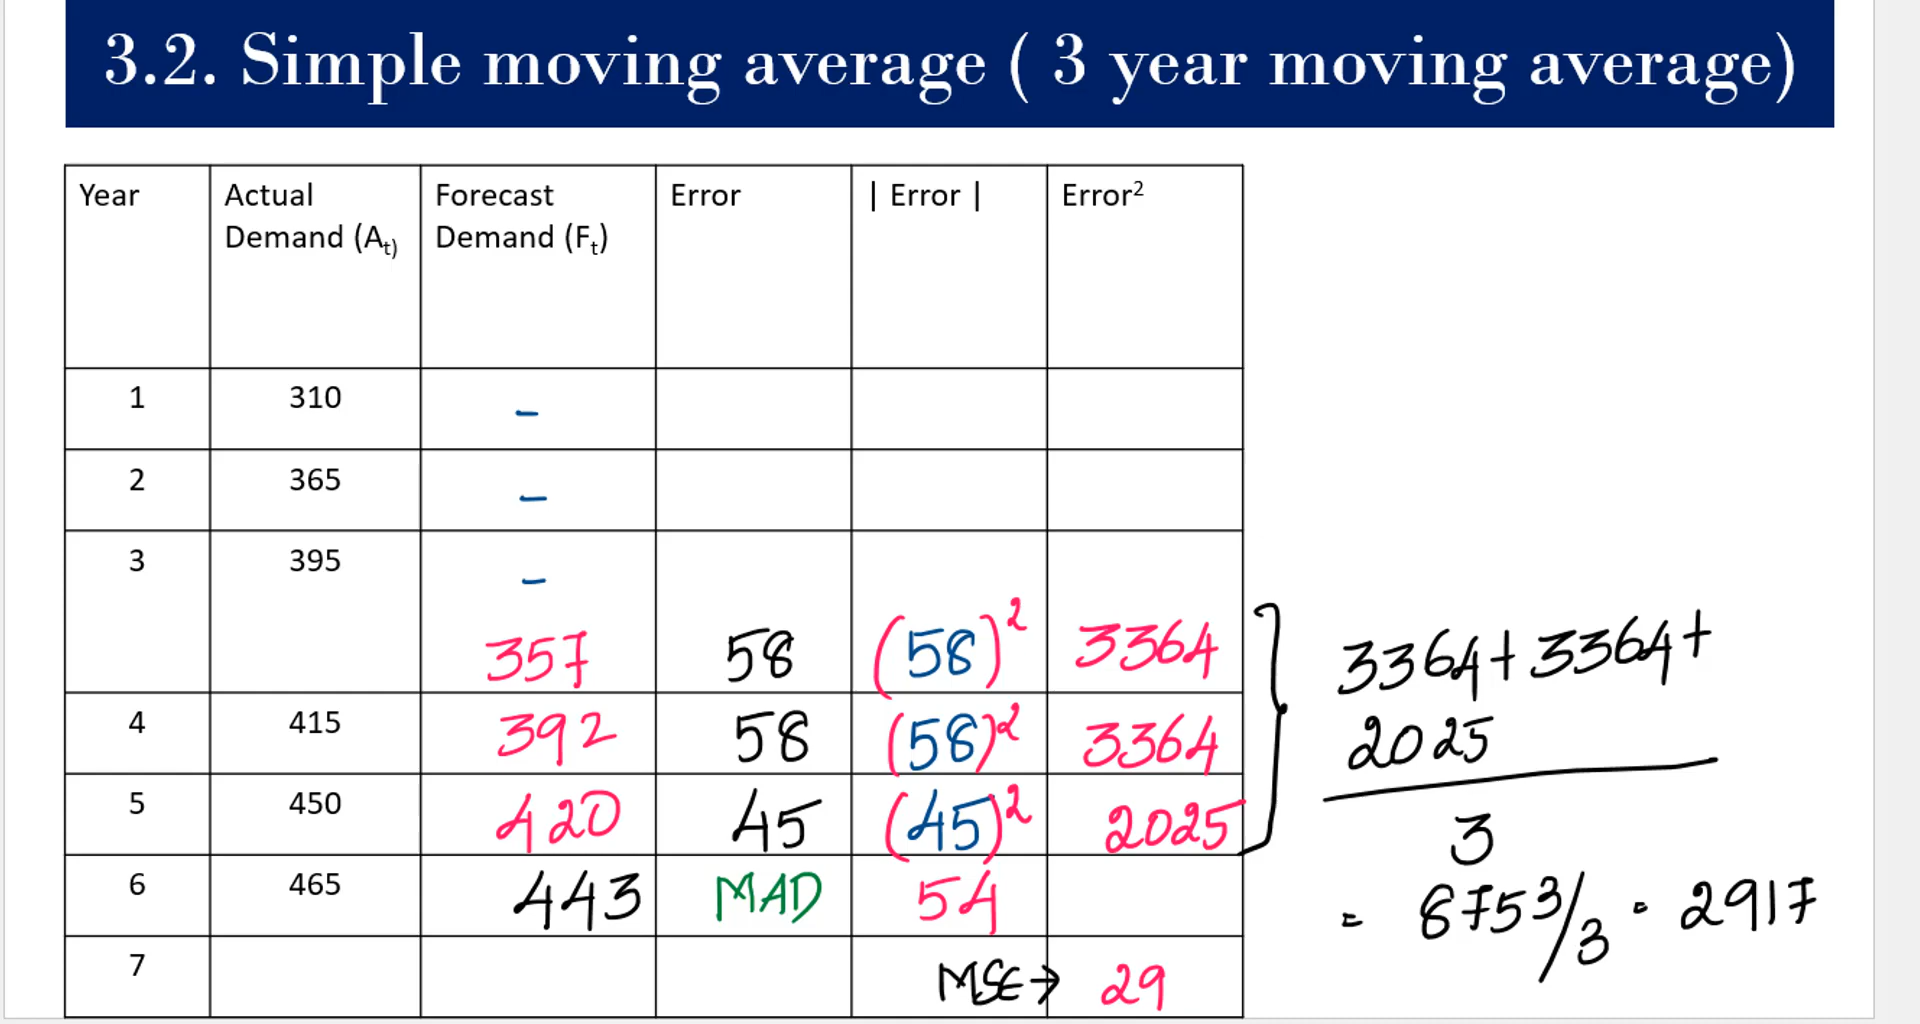 3.2. Simple moving average ( 3 year moving average)
Year Actual Demand (At) Forecast Demand (Ft) Error | Error | Error²
1 310 –
2 365 –
3 395 –
357 58 (58)² 3364
4 415 392 58 (58)² 3364
5 450 420 45 (45)² 2025
6 465 443 MAD 54
7 MSE → 29
3364+3364+
2025
3
= 8753/3 = 2917